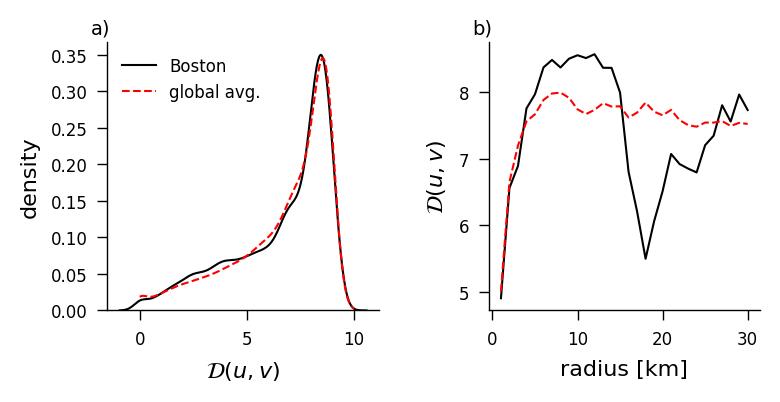 a)
0.35
0.30
0.25
0.20
0.15
0.10
0.05
0.00
density
Boston
global avg.
0 5 10
𝒟(u, v)
b)
8
7
6
5
𝒟(u, v)
0 10 20 30
radius [km]